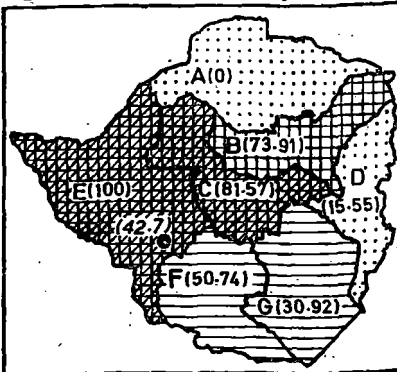 A(0)
B(73·91)
D
E(100)
C(81·57)
(15·55)
(42·7)
F(50·74)
G(30·92)